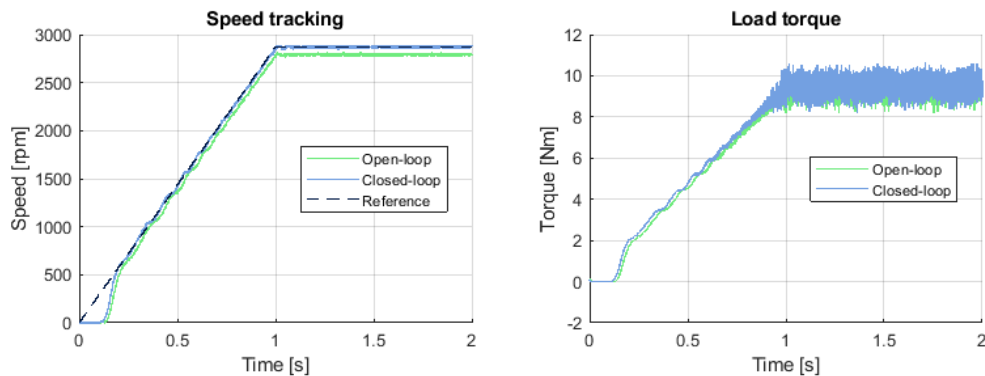 Speed tracking
3000
2500
2000
1500
1000
500
0
Speed [rpm]
Open-loop
Closed-loop
Reference
0 0.5 1 1.5 2
Time [s]
Load torque
12
10
8
6
4
2
0
-2
Torque [Nm]
Open-loop
Closed-loop
0 0.5 1 1.5 2
Time [s]